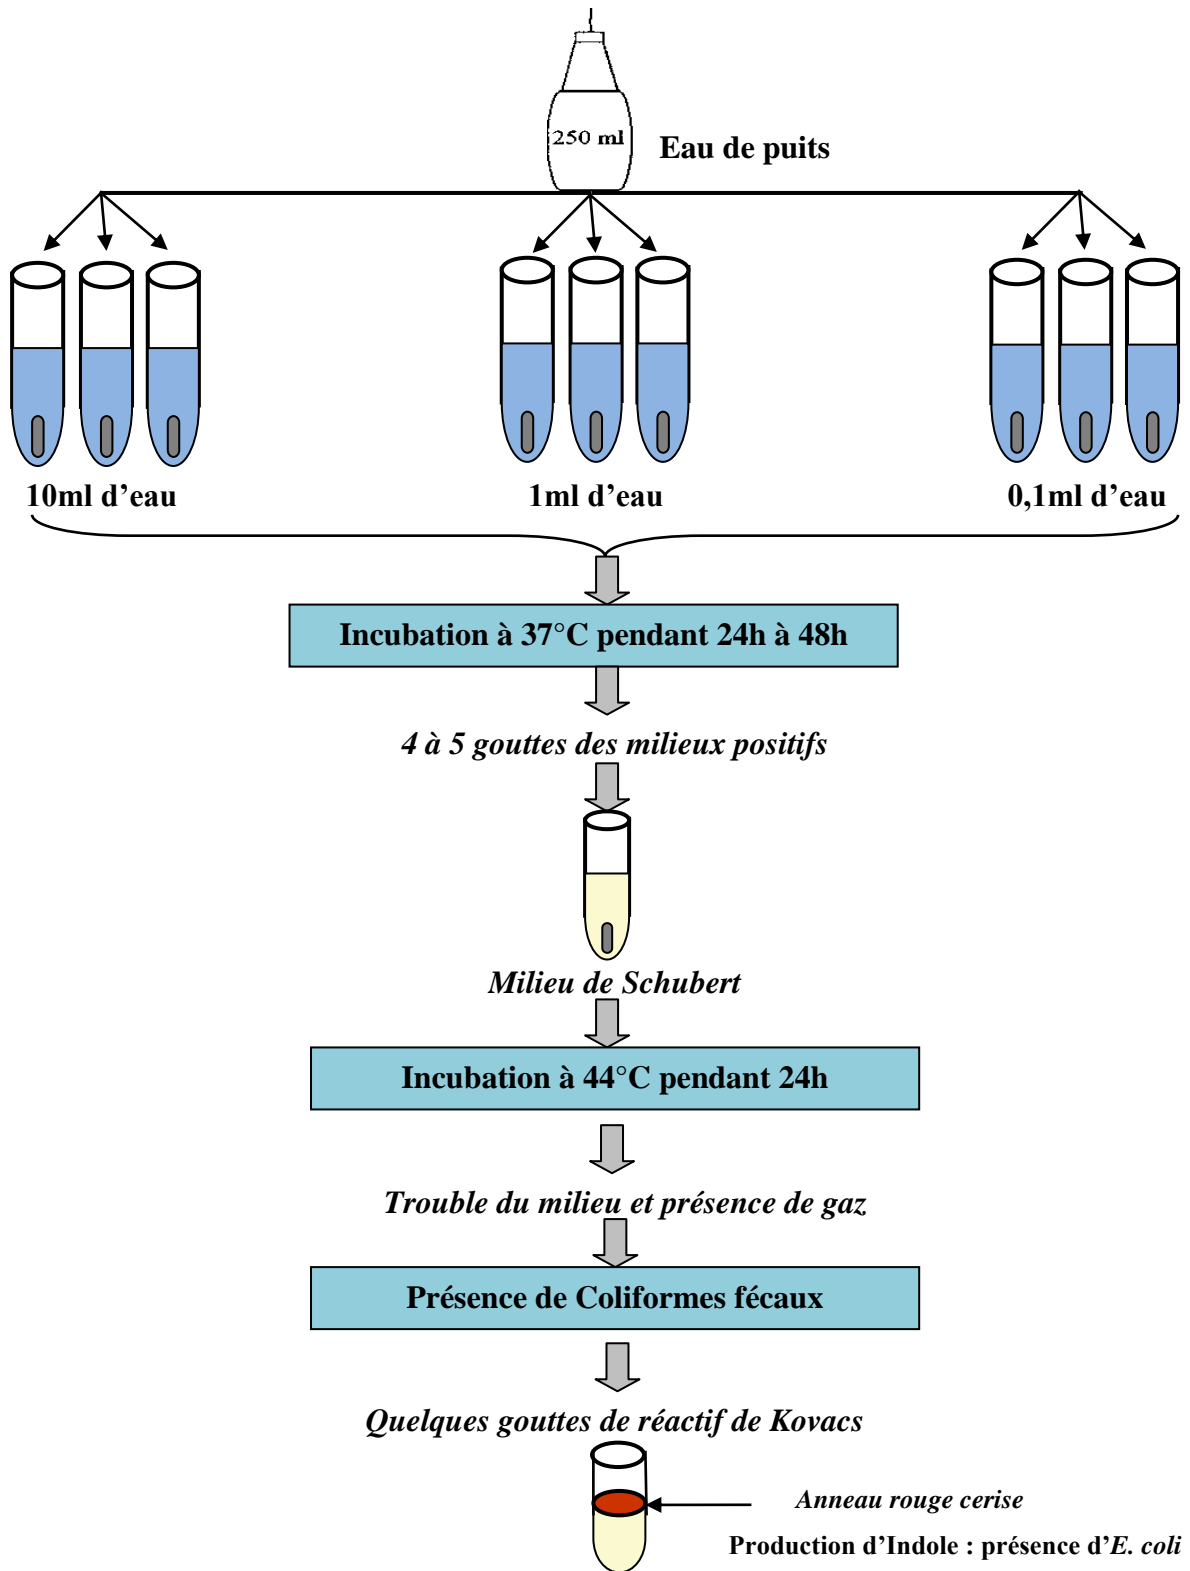 250 ml
Eau de puits
10ml d’eau
1ml d’eau
0,1ml d’eau
Incubation à 37°C pendant 24h à 48h
4 à 5 gouttes des milieux positifs
Milieu de Schubert
Incubation à 44°C pendant 24h
Trouble du milieu et présence de gaz
Présence de Coliformes fécaux
Quelques gouttes de réactif de Kovacs
Anneau rouge cerise
Production d’Indole : présence d’E. coli